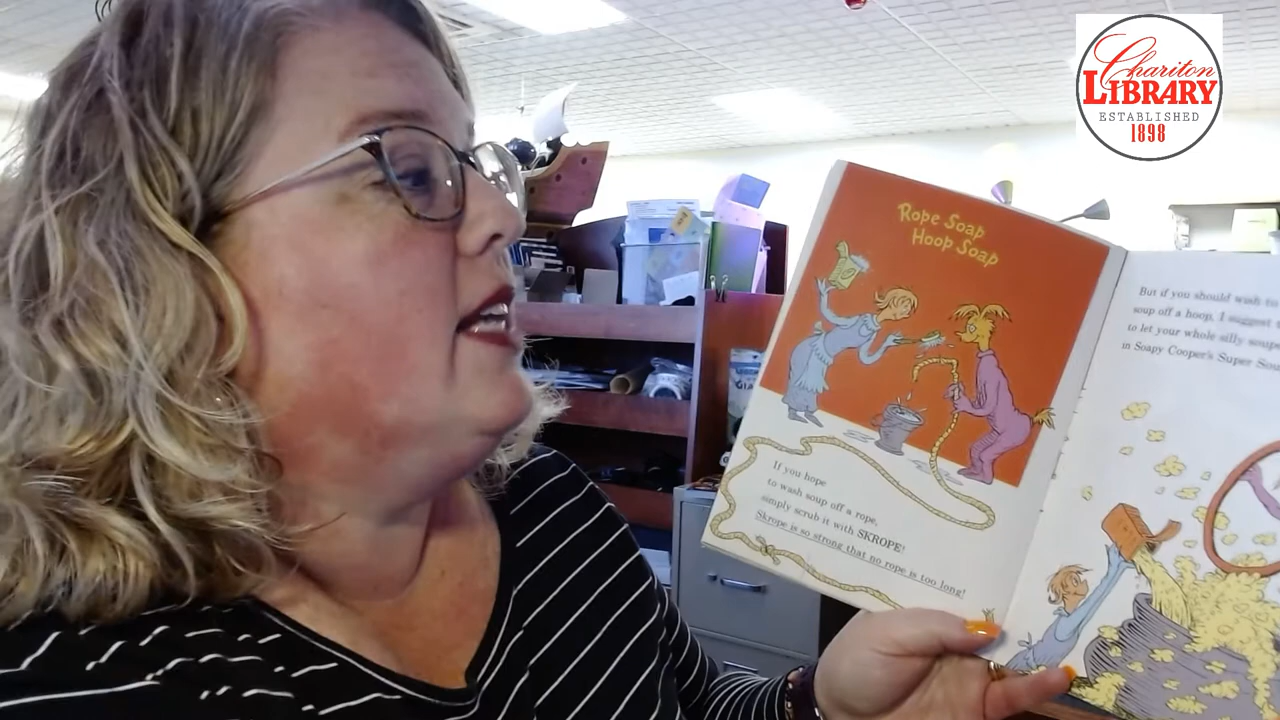 Chariton
LIBRARY
ESTABLISHED
1898
Rope Soap
Hoop Soap
If you hope
to wash soup off a rope,
simply scrub it with SKROPE!
Skrope is so strong that no rope is too long!
But if you should wish to
soup off a hoop, I suggest
to let your whole silly
in Soapy Cooper's Super